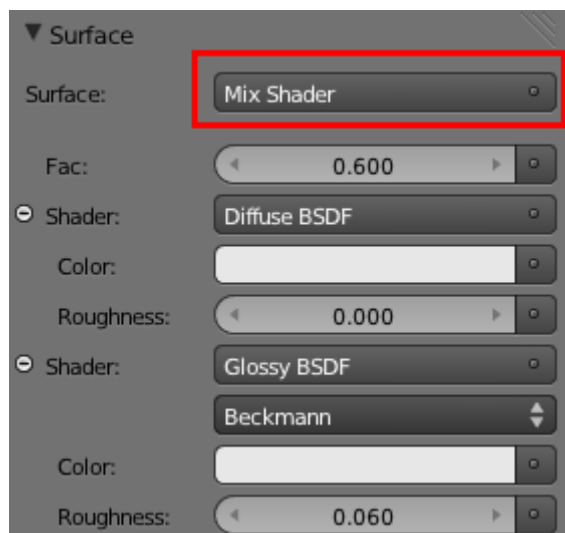 Surface
Surface: Mix Shader
Fac: 0.600
Shader: Diffuse BSDF
Color:
Roughness: 0.000
Shader: Glossy BSDF
Beckmann
Color:
Roughness: 0.060